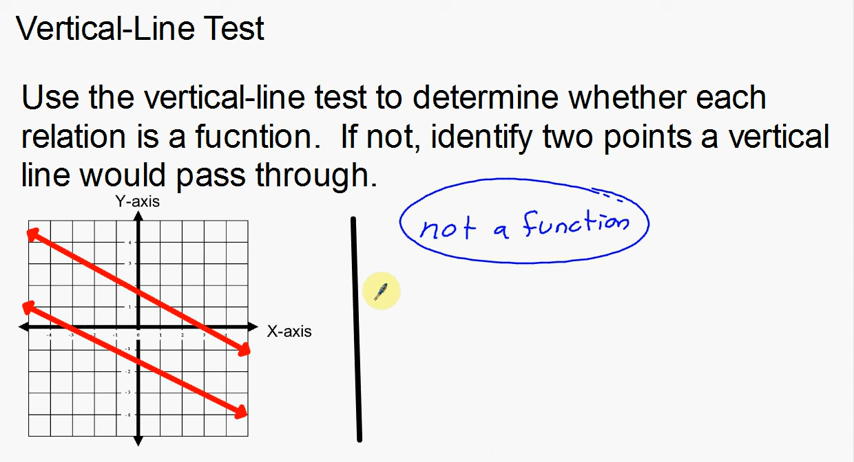 Vertical-Line Test
Use the vertical-line test to determine whether each
relation is a fucntion. If not, identify two points a vertical
line would pass through.
Y-axis
not a function
X-axis